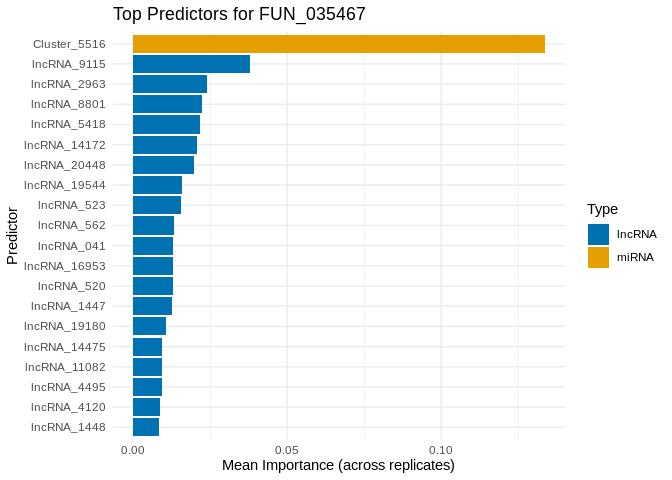 Top Predictors for FUN_035467
Predictor
Cluster_5516
lncRNA_9115
lncRNA_2963
lncRNA_8801
lncRNA_5418
lncRNA_14172
lncRNA_20448
lncRNA_19544
lncRNA_523
lncRNA_562
lncRNA_041
lncRNA_16953
lncRNA_520
lncRNA_1447
lncRNA_19180
lncRNA_14475
lncRNA_11082
lncRNA_4495
lncRNA_4120
lncRNA_1448
0.00 0.05 0.10
Mean Importance (across replicates)
Type
lncRNA
miRNA